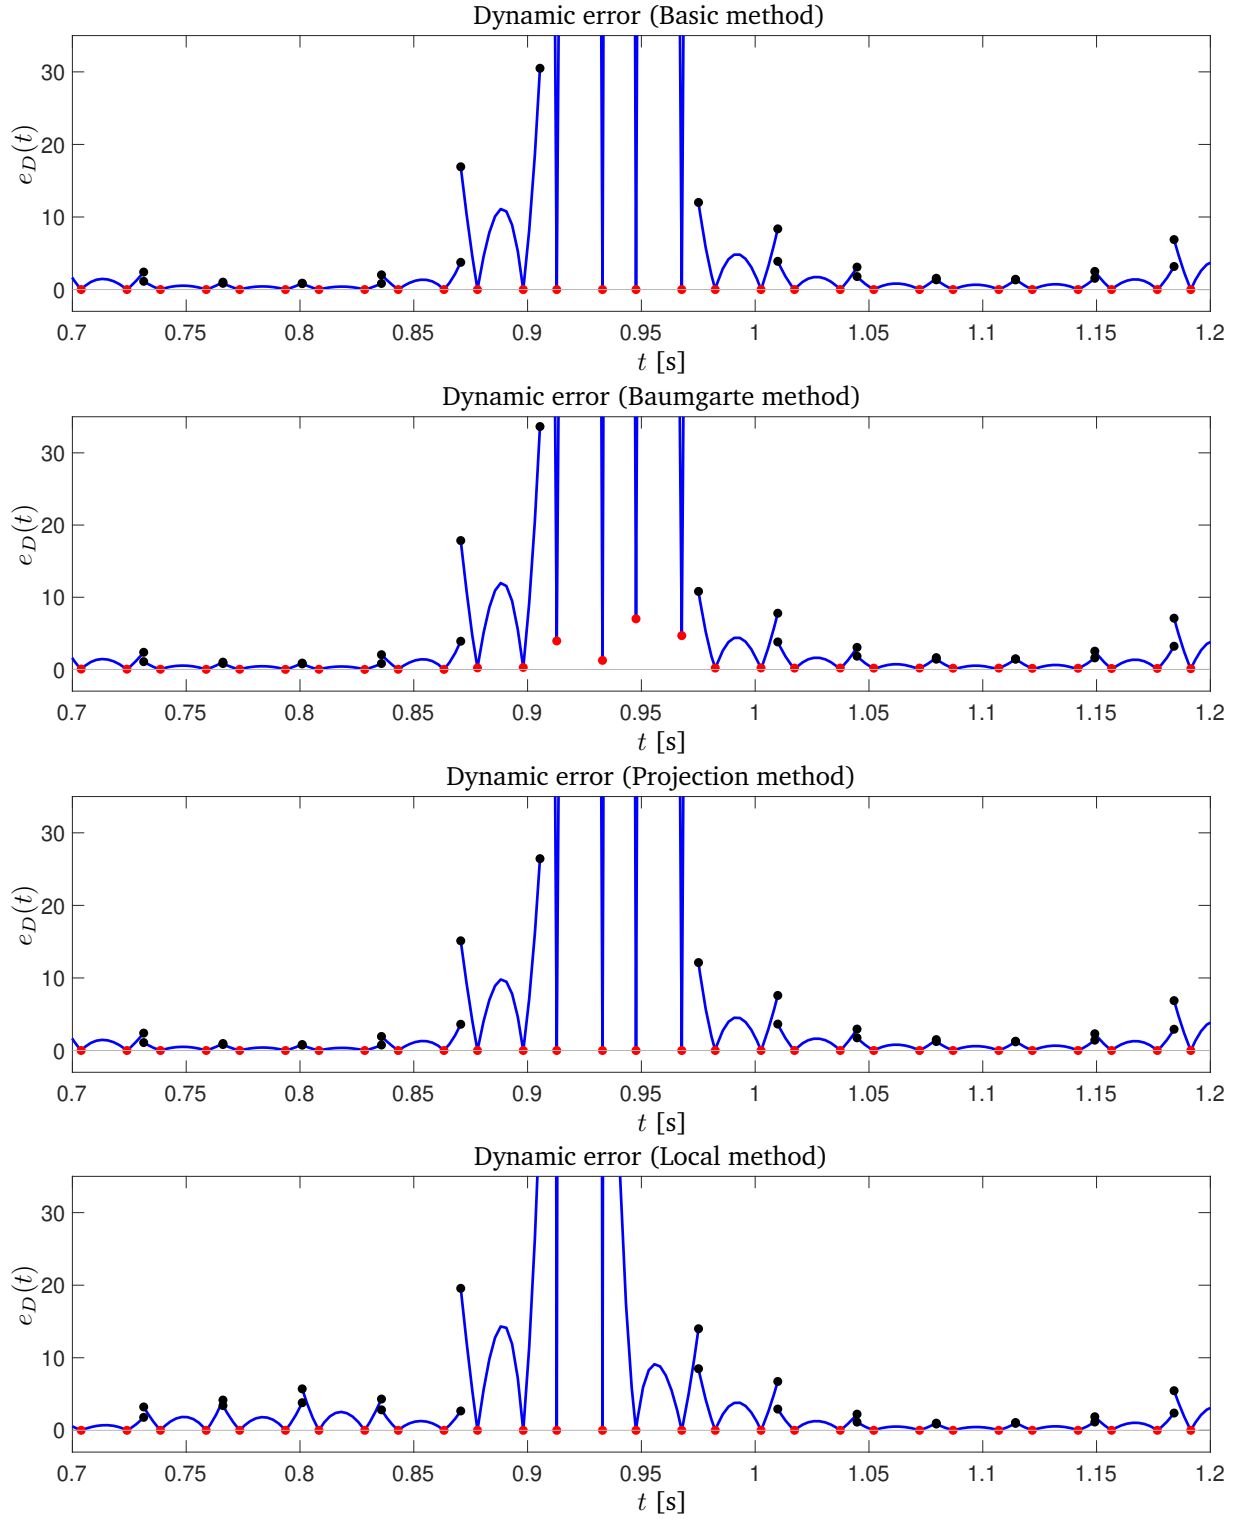 Dynamic error (Basic method)
30
20
10
0
e_D(t)
0.7 0.75 0.8 0.85 0.9 0.95 1 1.05 1.1 1.15 1.2
t [s]
Dynamic error (Baumgarte method)
30
20
10
0
e_D(t)
0.7 0.75 0.8 0.85 0.9 0.95 1 1.05 1.1 1.15 1.2
t [s]
Dynamic error (Projection method)
30
20
10
0
e_D(t)
0.7 0.75 0.8 0.85 0.9 0.95 1 1.05 1.1 1.15 1.2
t [s]
Dynamic error (Local method)
30
20
10
0
e_D(t)
0.7 0.75 0.8 0.85 0.9 0.95 1 1.05 1.1 1.15 1.2
t [s]